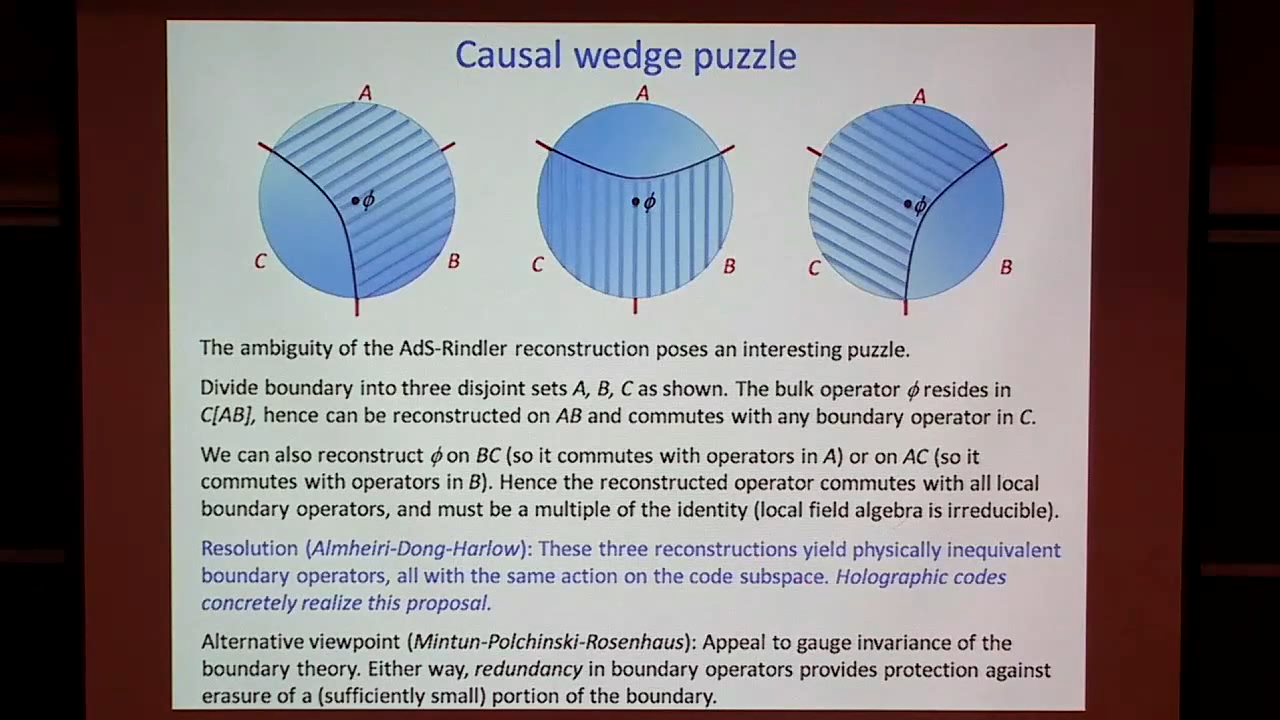 Causal wedge puzzle
A A A
ϕ ϕ ϕ
C B C B C B
The ambiguity of the AdS-Rindler reconstruction poses an interesting puzzle.
Divide boundary into three disjoint sets A, B, C as shown. The bulk operator ϕ resides in
C[AB], hence can be reconstructed on AB and commutes with any boundary operator in C.
We can also reconstruct ϕ on BC (so it commutes with operators in A) or on AC (so it
commutes with operators in B). Hence the reconstructed operator commutes with all local
boundary operators, and must be a multiple of the identity (local field algebra is irreducible).
Resolution (Almheiri-Dong-Harlow): These three reconstructions yield physically inequivalent
boundary operators, all with the same action on the code subspace. Holographic codes
concretely realize this proposal.
Alternative viewpoint (Mintun-Polchinski-Rosenhaus): Appeal to gauge invariance of the
boundary theory. Either way, redundancy in boundary operators provides protection against
erasure of a (sufficiently small) portion of the boundary.